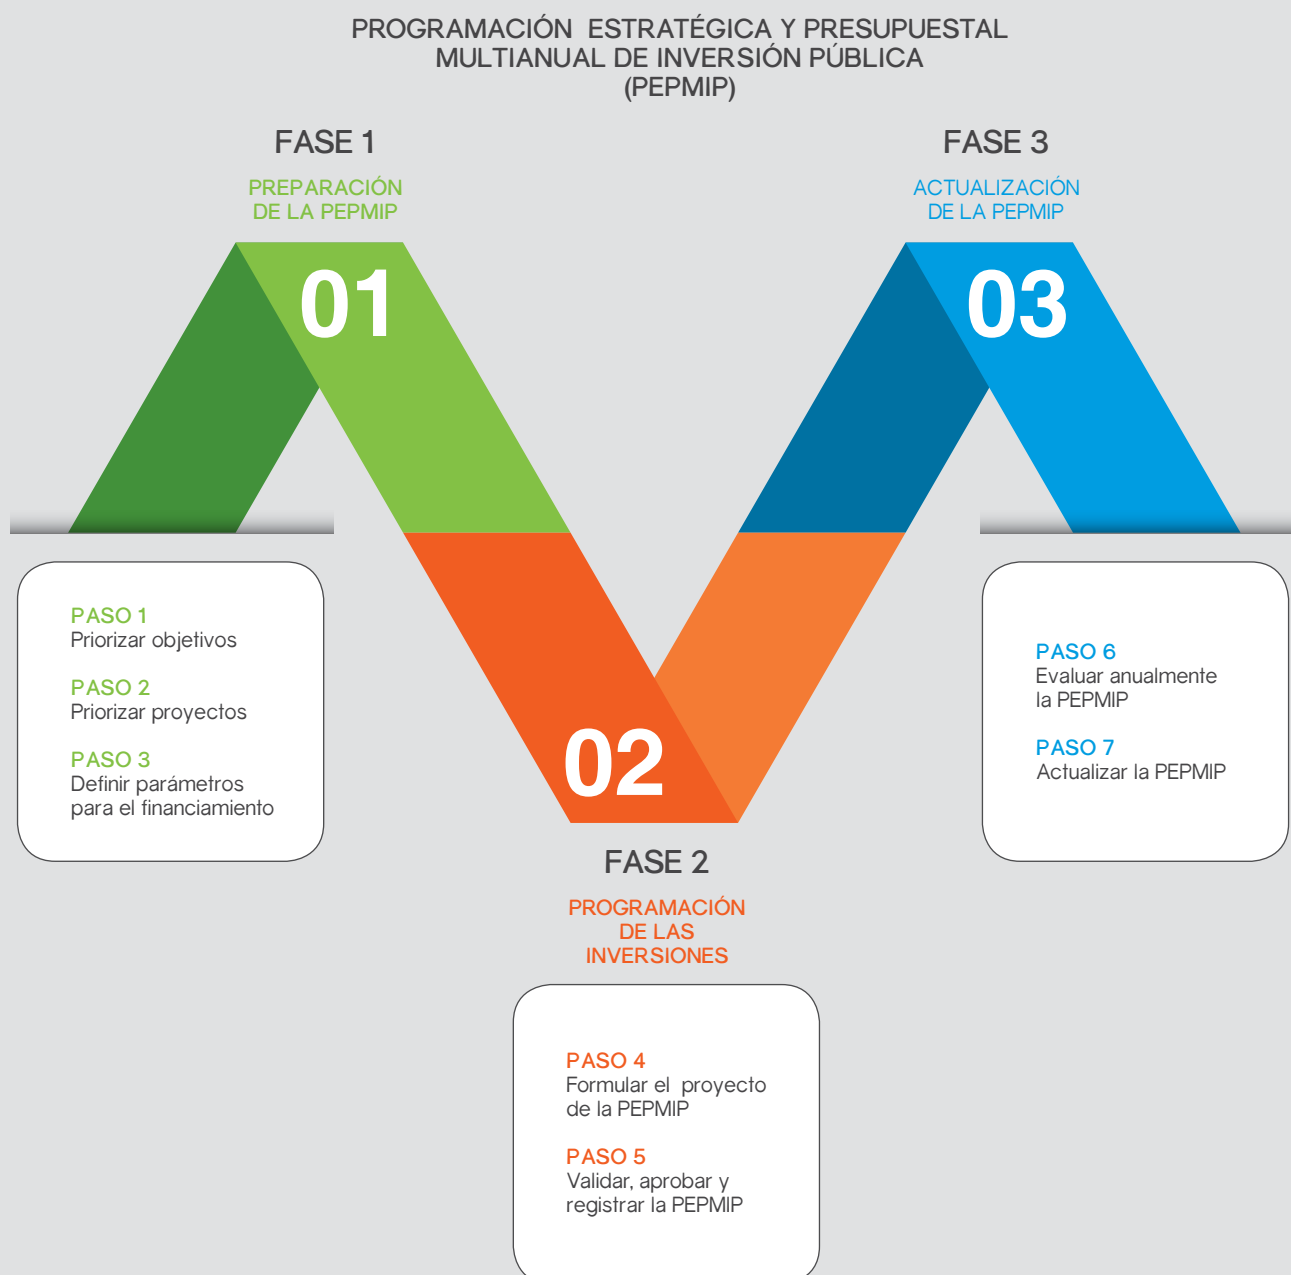 PROGRAMACIÓN ESTRATÉGICA Y PRESUPUESTAL
MULTIANUAL DE INVERSIÓN PÚBLICA
(PEPMIP)
FASE 1
PREPARACIÓN
DE LA PEPMIP
01
PASO 1
Priorizar objetivos
PASO 2
Priorizar proyectos
PASO 3
Definir parámetros
para el financiamiento
02
FASE 2
PROGRAMACIÓN
DE LAS
INVERSIONES
PASO 4
Formular el proyecto
de la PEPMIP
PASO 5
Validar, aprobar y
registrar la PEPMIP
FASE 3
ACTUALIZACIÓN
DE LA PEPMIP
03
PASO 6
Evaluar anualmente
la PEPMIP
PASO 7
Actualizar la PEPMIP